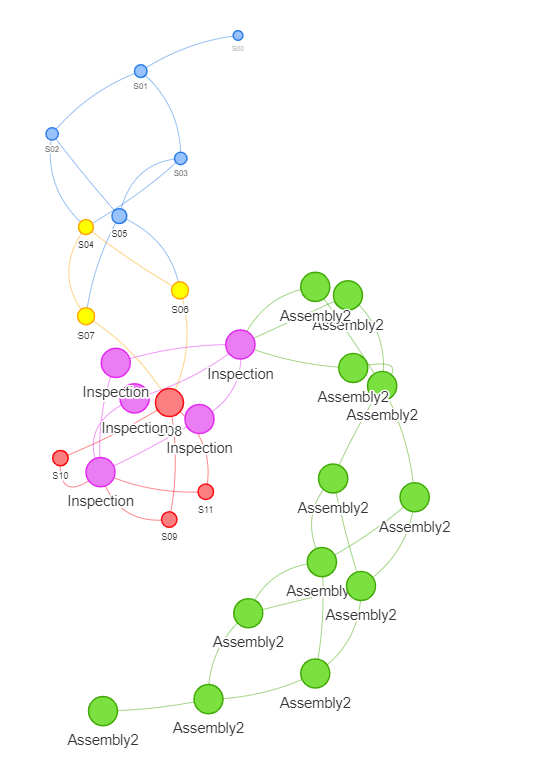 S00
S01
S02
S03
S04
S05
S06
S07
Inspection
Inspection
Inspection
08
Inspection
S10
Inspection
S11
S09
Assembly2
Assembly2
Assembly2
Assembly2
Assembly2
Assembly2
Assembly
Assembly2
Assembly2
Assembly2
Assembly2
Assembly2